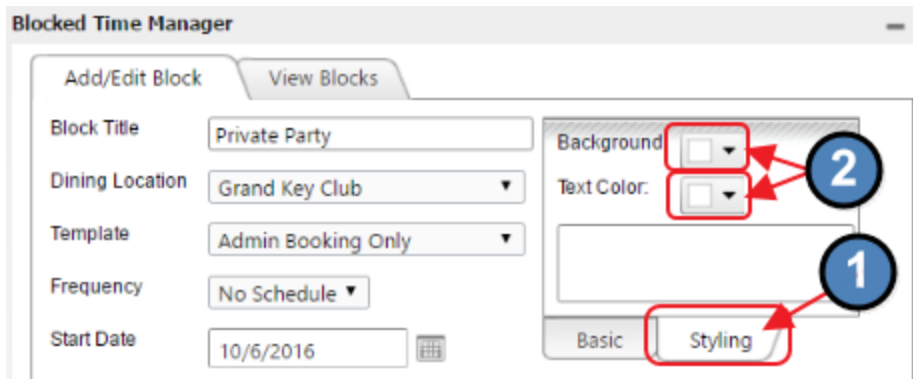 Blocked Time Manager
Add/Edit Block
View Blocks
Block Title
Private Party
Dining Location
Grand Key Club
Template
Admin Booking Only
Frequency
No Schedule
Start Date
10/6/2016
Background
Text Color:
2
1
Basic
Styling